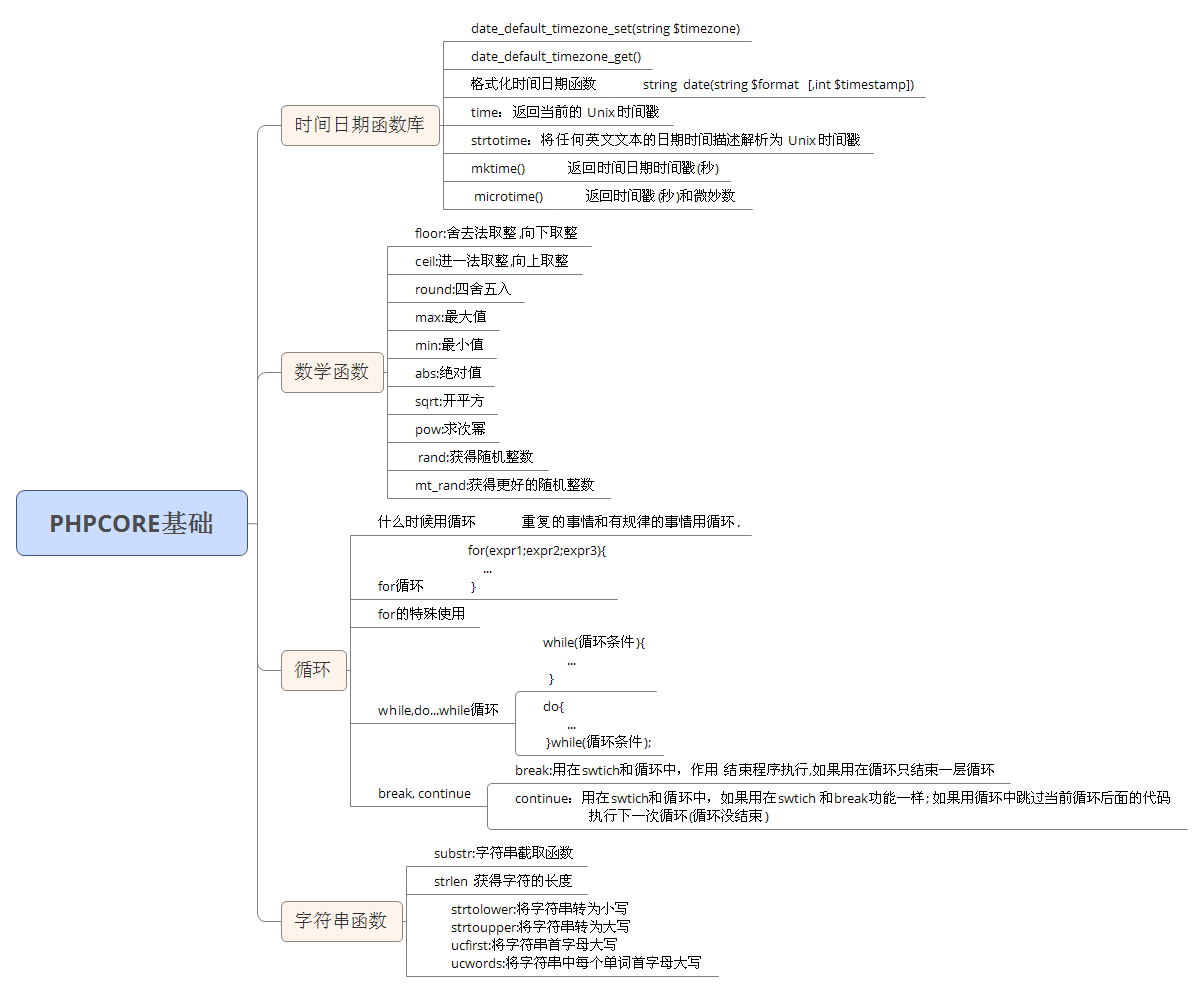 PHPCORE基础
时间日期函数库
date_default_timezone_set(string $timezone)
date_default_timezone_get()
格式化时间日期函数 string date(string $format [,int $timestamp])
time：返回当前的 Unix 时间戳
strtotime：将任何英文文本的日期时间描述解析为 Unix 时间戳
mktime() 返回时间日期时间戳(秒)
microtime() 返回时间戳(秒)和微妙数
数学函数
floor:舍去法取整,向下取整
ceil:进一法取整,向上取整
round:四舍五入
max:最大值
min:最小值
abs:绝对值
sqrt:开平方
pow:求次幂
rand:获得随机整数
mt_rand:获得更好的随机整数
循环
什么时候用循环 重复的事情和有规律的事情用循环.
for循环
for(expr1;expr2;expr3){
...
}
for的特殊使用
while,do...while循环
while(循环条件){
...
}
do{
...
}while(循环条件);
break, continue
break:用在swtich和循环中，作用 结束程序执行,如果用在循环只结束一层循环
continue：用在swtich和循环中，如果用在swtich 和break功能一样; 如果用循环中跳过当前循环后面的代码
执行下一次循环(循环没结束)
字符串函数
substr:字符串截取函数
strlen :获得字符的长度
strtolower:将字符串转为小写
strtoupper:将字符串转为大写
ucfirst:将字符串首字母大写
ucwords:将字符串中每个单词首字母大写